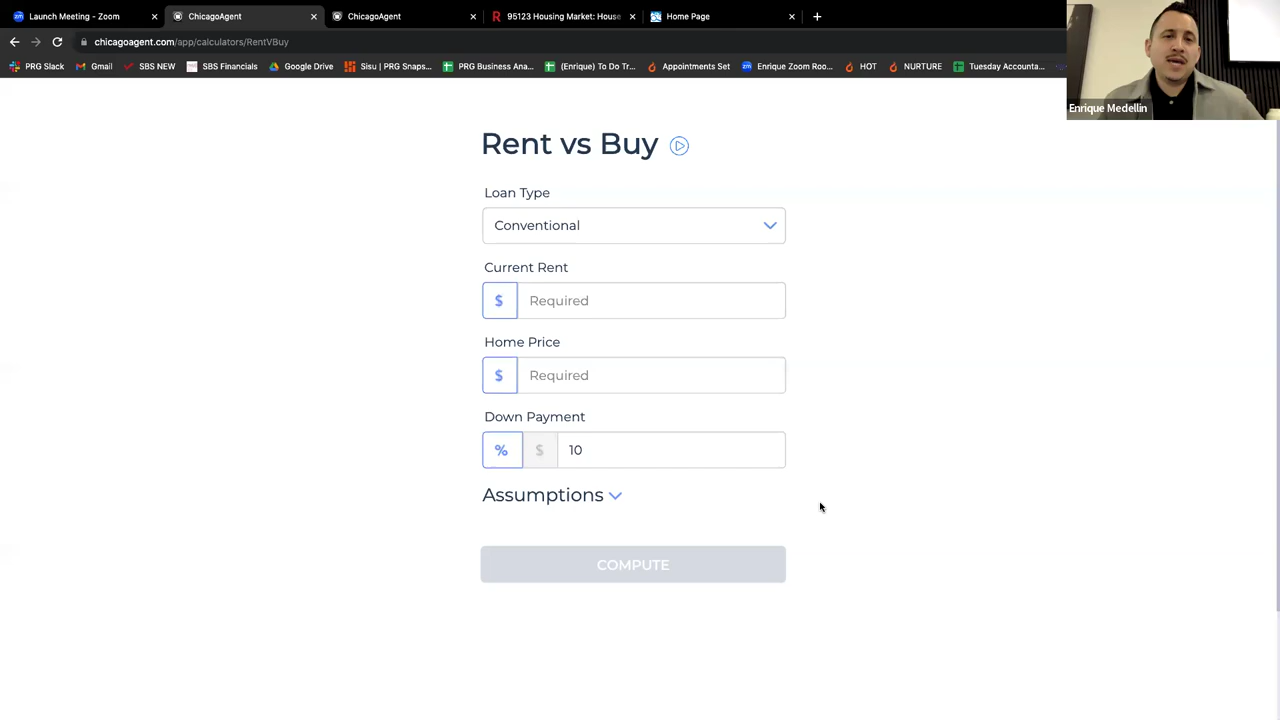 Launch Meeting - Zoom
ChicagoAgent
ChicagoAgent
95123 Housing Market: House
Home Page
chicagoagent.com/app/calculators/RentVBuy
PRG Slack
Gmail
SBS NEW
SBS Financials
Google Drive
Sisu | PRG Snaps...
PRG Business Ana...
(Enrique) To Do Tr...
Appointments Set
Enrique Zoom Roo...
HOT
NURTURE
Tuesday Accounta...
Enrique Medellin
Rent vs Buy
Loan Type
Conventional
Current Rent
$ Required
Home Price
$ Required
Down Payment
% $ 10
Assumptions
COMPUTE